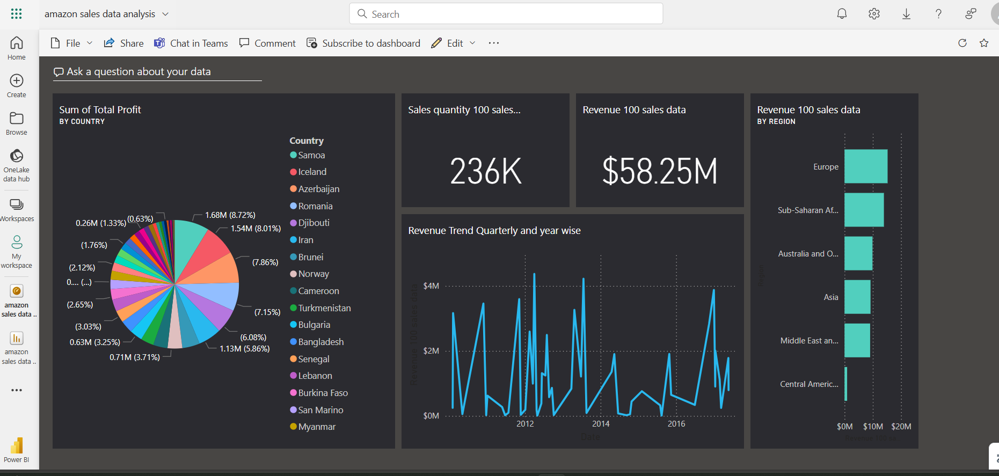 amazon sales data analysis
Search
File
Share
Chat in Teams
Comment
Subscribe to dashboard
Edit
Home
Create
Browse
OneLake
data hub
Workspaces
My
workspace
amazon
sales data ..
amazon
sales data ..
Power BI
Ask a question about your data
Sum of Total Profit
BY COUNTRY
1.68M (8.72%)
1.54M (8.01%)
(7.86%)
(7.15%)
(6.08%)
1.13M (5.86%)
0.71M (3.71%)
0.63M (3.25%)
(3.03%)
(2.65%)
0.... (...)
(2.12%)
(1.76%)
0.26M (1.33%)
(0.63%)
Country
Samoa
Iceland
Azerbaijan
Romania
Djibouti
Iran
Brunei
Norway
Cameroon
Turkmenistan
Bulgaria
Bangladesh
Senegal
Lebanon
Burkina Faso
San Marino
Myanmar
Sales quantity 100 sales...
236K
Revenue 100 sales data
$58.25M
Revenue Trend Quarterly and year wise
Revenue 100 sales data
$4M
$2M
$0M
2012
2014
2016
Date
Revenue 100 sales data
BY REGION
Region
Europe
Sub-Saharan Af...
Australia and O...
Asia
Middle East an...
Central Americ...
$0M
$10M
$20M
Revenue 100 sa...